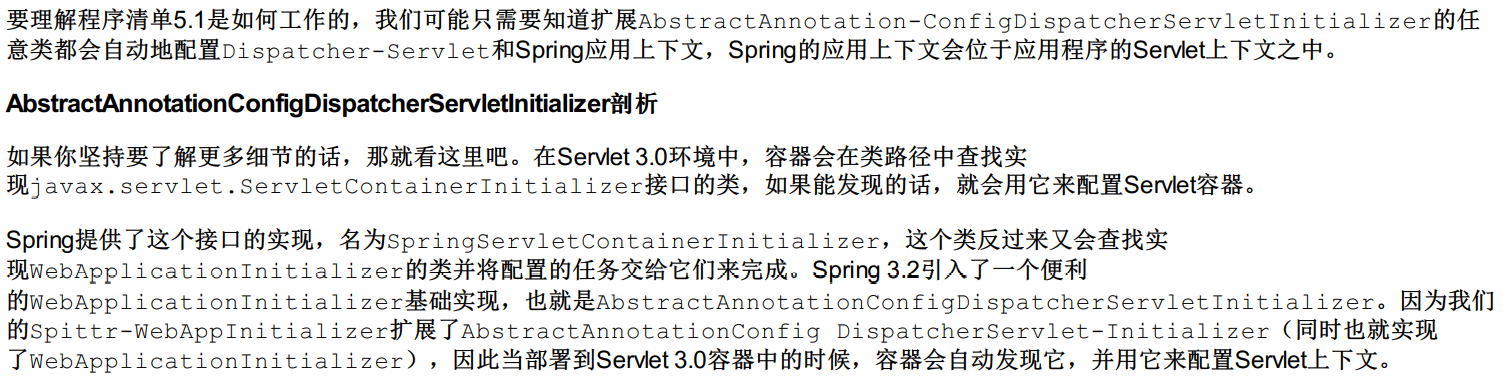 要理解程序清单5.1是如何工作的，我们可能只需要知道扩展AbstractAnnotation-ConfigDispatcherServletInitializer的任
意类都会自动地配置Dispatcher-Servlet和Spring应用上下文，Spring的应用上下文会位于应用程序的Servlet上下文之中。
AbstractAnnotationConfigDispatcherServletInitializer剖析
如果你坚持要了解更多细节的话，那就看这里吧。在Servlet 3.0环境中，容器会在类路径中查找实
现javax.servlet.ServletContainerInitializer接口的类，如果能发现的话，就会用它来配置Servlet容器。
Spring提供了这个接口的实现，名为SpringServletContainerInitializer，这个类反过来又会查找实
现WebApplicationInitializer的类并将配置的任务交给它们来完成。Spring 3.2引入了一个便利
的WebApplicationInitializer基础实现，也就是AbstractAnnotationConfigDispatcherServletInitializer。因为我们
的Spittr-WebAppInitializer扩展了AbstractAnnotationConfig DispatcherServlet-Initializer（同时也就实现
了WebApplicationInitializer），因此当部署到Servlet 3.0容器中的时候，容器会自动发现它，并用它来配置Servlet上下文。